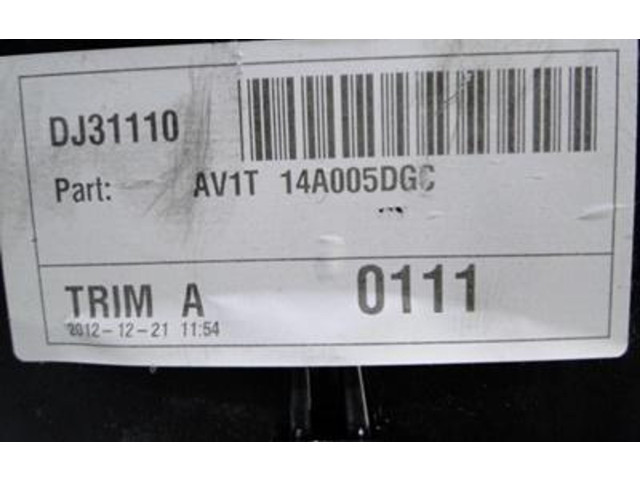 DJ31110
Part: AV1T 14A005DGC
TRIM A 0111
2012-12-21 11:54